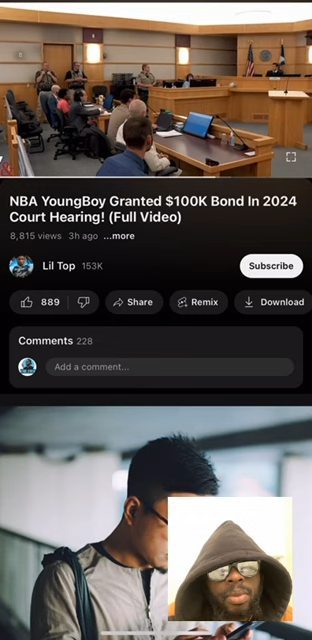 NBA YoungBoy Granted $100K Bond In 2024
Court Hearing! (Full Video)
8,815 views 3h ago ...more
Lil Top 153K
Subscribe
889 Share Remix Download
Comments 228
Add a comment...